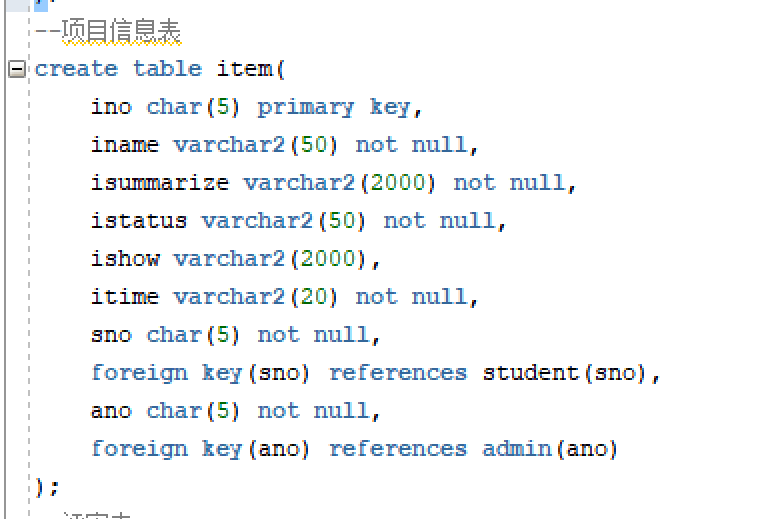 --项目信息表
create table item(
ino char(5) primary key,
iname varchar2(50) not null,
isummarize varchar2(2000) not null,
istatus varchar2(50) not null,
ishow varchar2(2000),
itime varchar2(20) not null,
sno char(5) not null,
foreign key(sno) references student(sno),
ano char(5) not null,
foreign key(ano) references admin(ano)
);